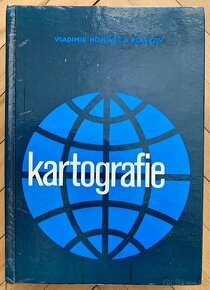 VLADIMÍR HOJOVEC A KOLEKTIV
kartografie